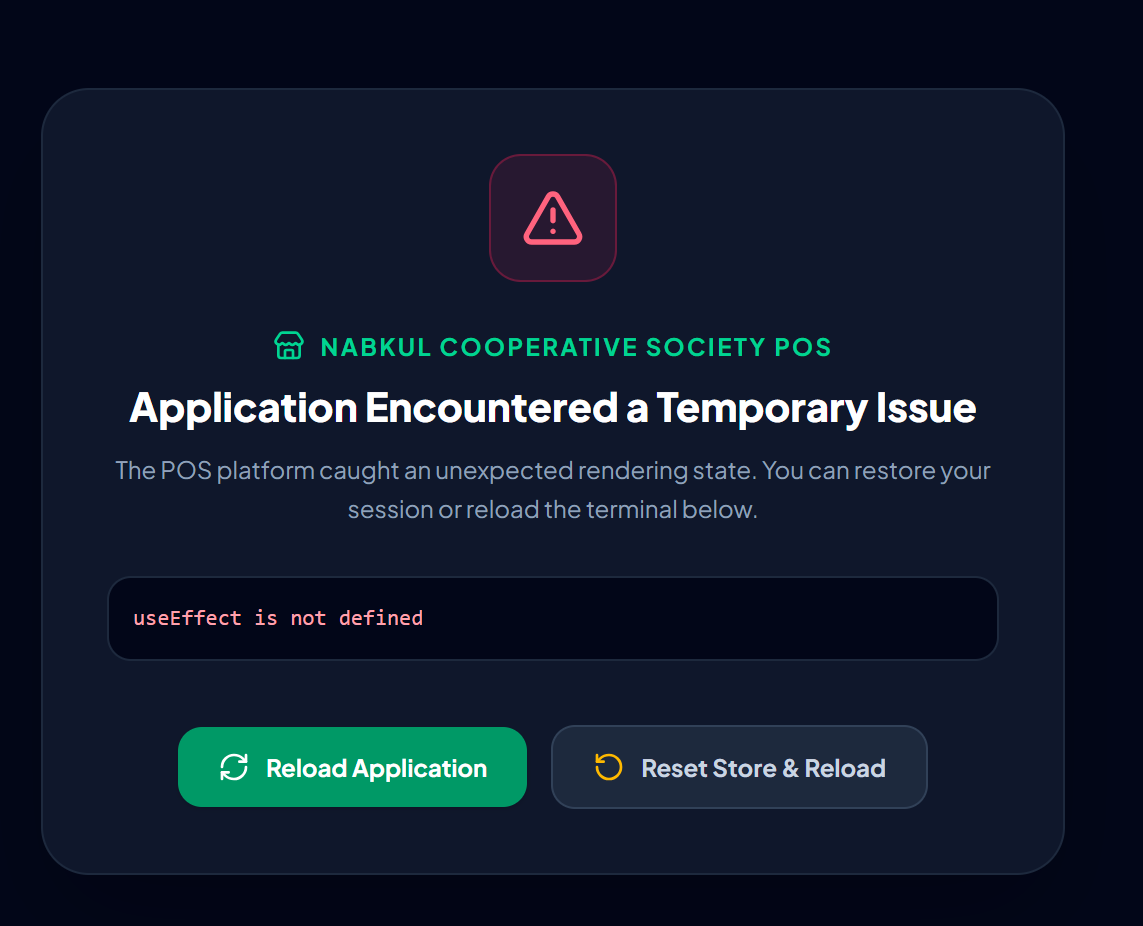 NABKUL COOPERATIVE SOCIETY POS
Application Encountered a Temporary Issue
The POS platform caught an unexpected rendering state. You can restore your
session or reload the terminal below.
useEffect is not defined
Reload Application
Reset Store & Reload